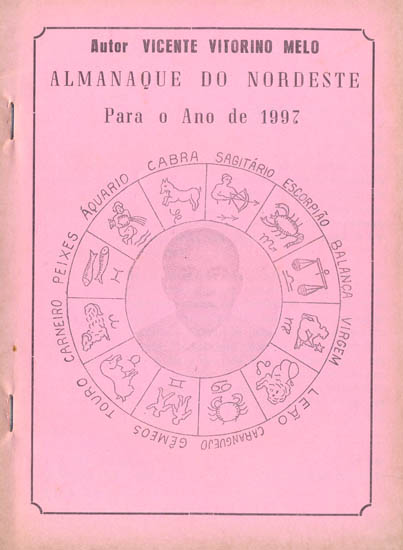 Autor VICENTE VITORINO MELO
ALMANAQUE DO NORDESTE
Para o Ano de 1997
CABRA
SAGITÁRIO
ESCORPIÃO
BALANÇA
VIRGEM
LEÃO
CARANGUEJO
GÊMEOS
TOURO
CARNEIRO
PEIXES
ÁQUARIO